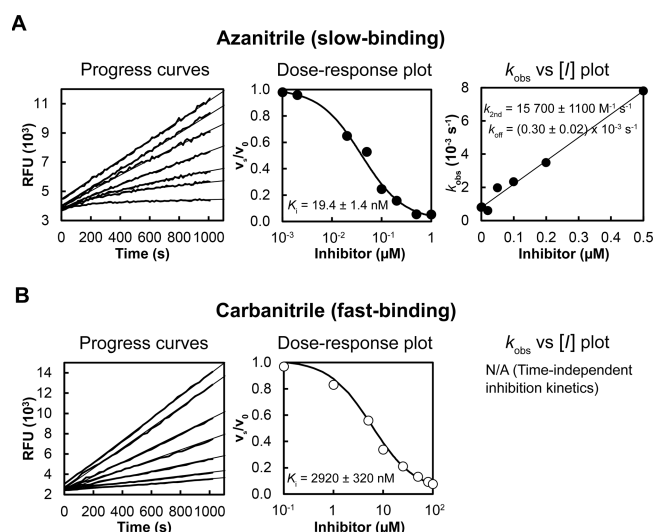 A
Azanitrile (slow-binding)
Progress curves
Dose-response plot
kobs vs [I] plot
RFU (10³)
11
9
7
5
3
0 200 400 600 800 1000
Time (s)
vs/v0
1.0
0.8
0.6
0.4
0.2
0.0
Ki = 19.4 ± 1.4 nM
10⁻³ 10⁻² 10⁻¹ 1
Inhibitor (µM)
kobs (10⁻³ s⁻¹)
8
6
4
2
0
k2nd = 15 700 ± 1100 M⁻¹ s⁻¹
koff = (0.30 ± 0.02) x 10⁻³ s⁻¹
0 0.1 0.2 0.3 0.4 0.5
Inhibitor (µM)
B
Carbanitrile (fast-binding)
Progress curves
Dose-response plot
kobs vs [I] plot
N/A (Time-independent
inhibition kinetics)
RFU (10³)
14
12
10
8
6
4
2
0 200 400 600 800 1000
Time (s)
vs/v0
1.0
0.8
0.6
0.4
0.2
0.0
Ki = 2920 ± 320 nM
10⁻¹ 1 10 10²
Inhibitor (µM)